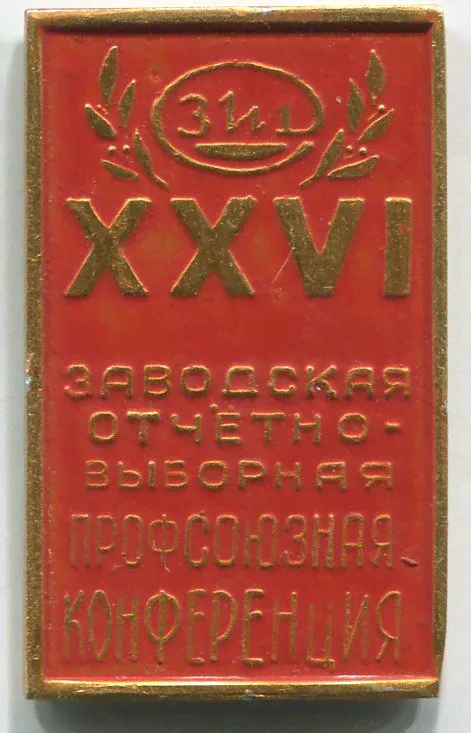 ЗИЛ
XXVI
ЗАВОДСКАЯ
ОТЧЁТНО-
ВЫБОРНАЯ
ПРОФСОЮЗНАЯ
КОНФЕРЕНЦИЯ